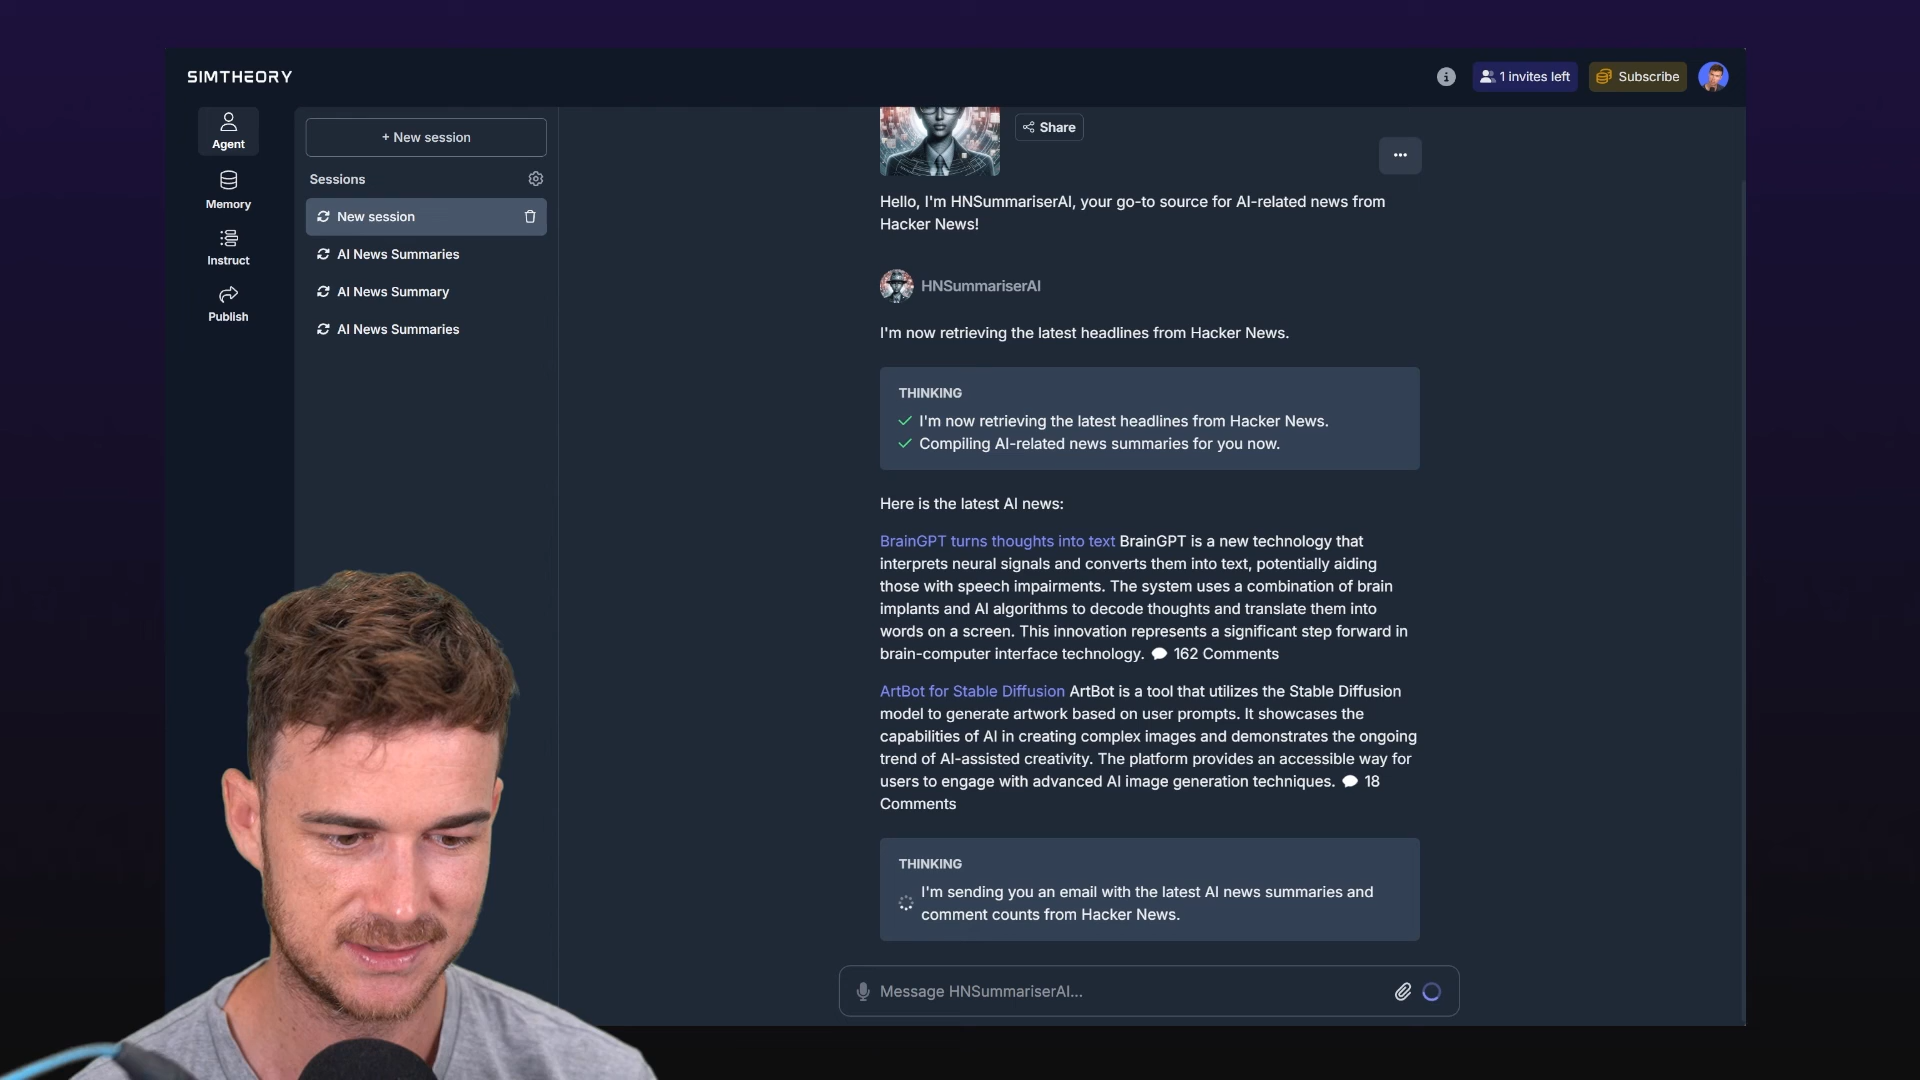 SIMTHEORY
1 invites left
Subscribe
Agent
Memory
Instruct
Publish
+ New session
Sessions
New session
AI News Summaries
AI News Summary
AI News Summaries
Share
Hello, I'm HNSummariserAI, your go-to source for AI-related news from
Hacker News!
HNSummariserAI
I'm now retrieving the latest headlines from Hacker News.
THINKING
I'm now retrieving the latest headlines from Hacker News.
Compiling AI-related news summaries for you now.
Here is the latest AI news:
BrainGPT turns thoughts into text BrainGPT is a new technology that
interprets neural signals and converts them into text, potentially aiding
those with speech impairments. The system uses a combination of brain
implants and AI algorithms to decode thoughts and translate them into
words on a screen. This innovation represents a significant step forward in
brain-computer interface technology. 💬 162 Comments
ArtBot for Stable Diffusion ArtBot is a tool that utilizes the Stable Diffusion
model to generate artwork based on user prompts. It showcases the
capabilities of AI in creating complex images and demonstrates the ongoing
trend of AI-assisted creativity. The platform provides an accessible way for
users to engage with advanced AI image generation techniques. 💬 18
Comments
THINKING
I'm sending you an email with the latest AI news summaries and
comment counts from Hacker News.
Message HNSummariserAI...